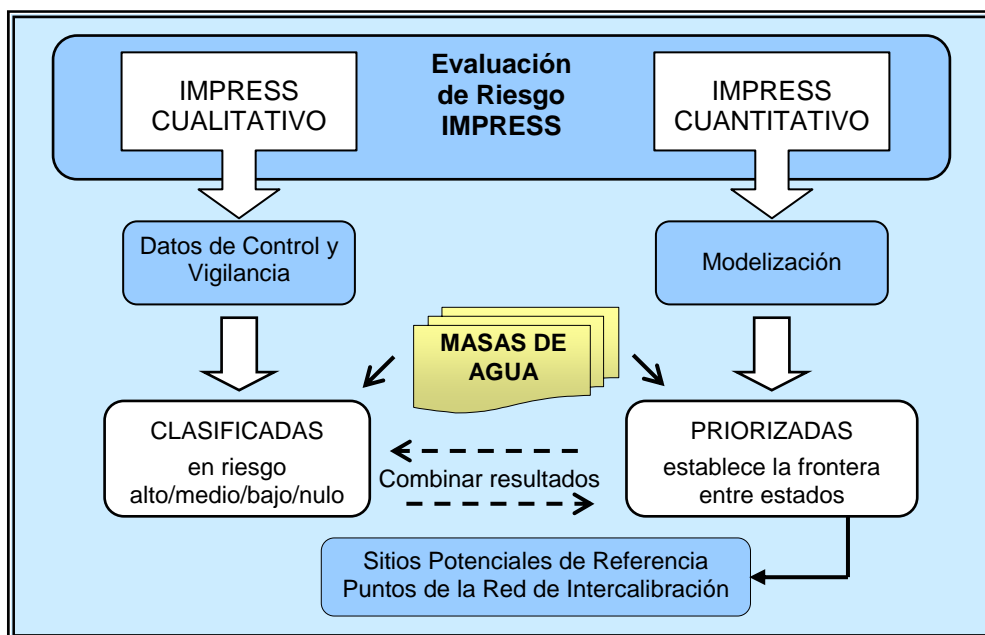 IMPRESS
CUALITATIVO
Evaluación
de Riesgo
IMPRESS
IMPRESS
CUANTITATIVO
Datos de Control y
Vigilancia
Modelización
MASAS DE
AGUA
CLASIFICADAS
en riesgo
alto/medio/bajo/nulo
Combinar resultados
PRIORIZADAS
establece la frontera
entre estados
Sitios Potenciales de Referencia
Puntos de la Red de Intercalibración